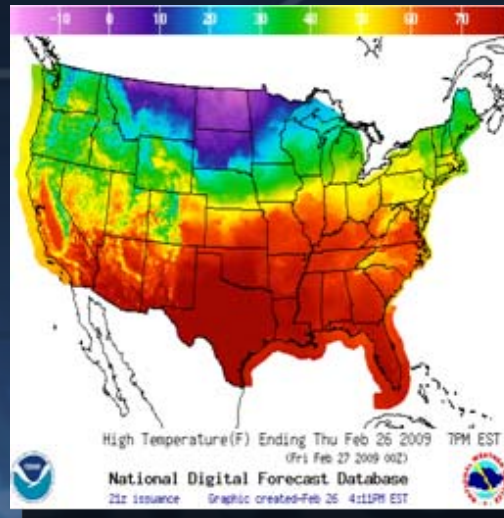 -10 0 10 20 30 40 50 60 70
High Temperature(F) Ending Thu Feb 26 2009 7PM EST
(Fri Feb 27 2009 00Z)
National Digital Forecast Database
21z issuance Graphic created-Feb 26 4:11PM EST